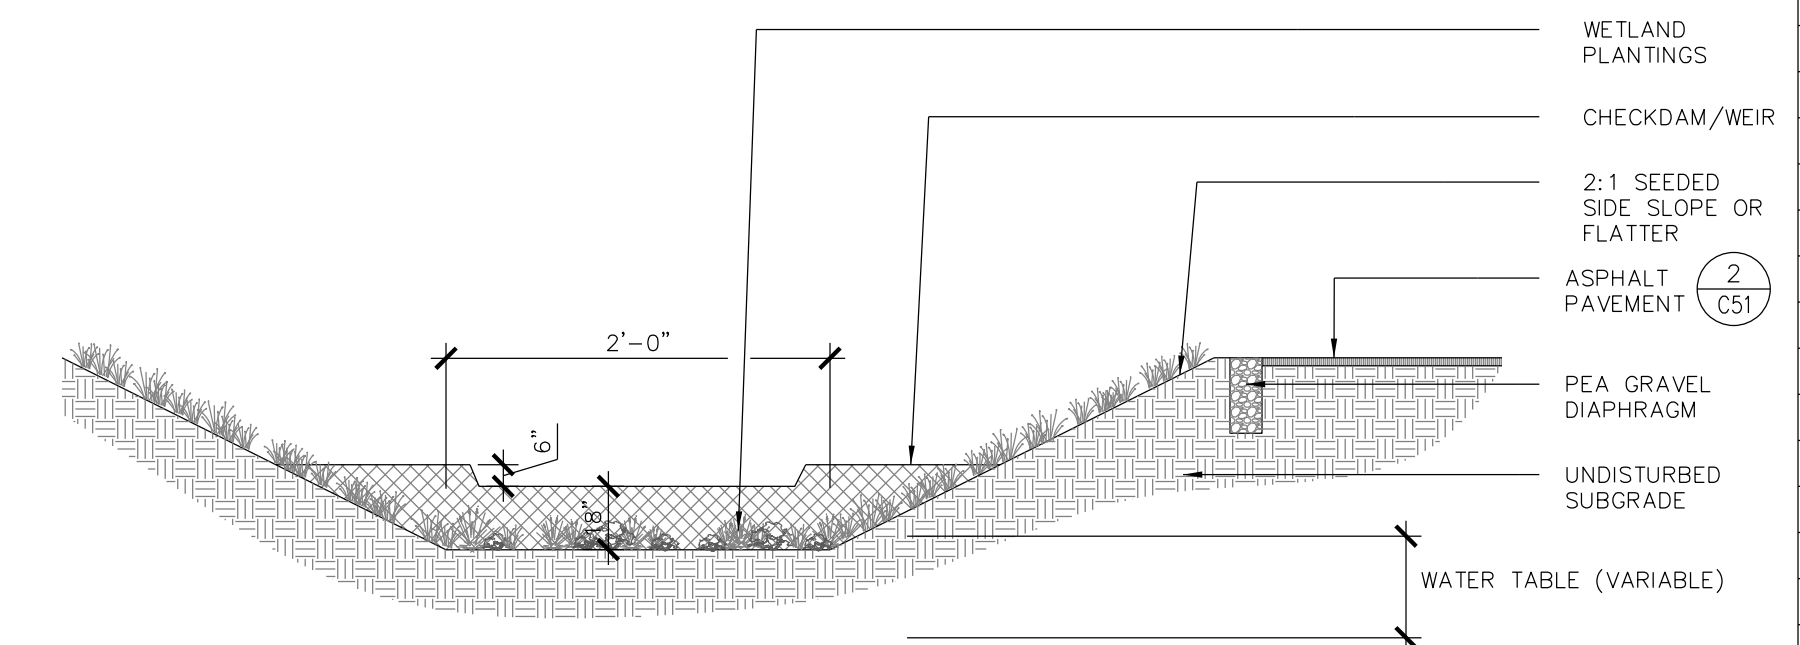 WETLAND
PLANTINGS
CHECKDAM/WEIR
2:1 SEEDED
SIDE SLOPE OR
FLATTER
ASPHALT
PAVEMENT
2
C51
2'-0"
6"
18"
PEA GRAVEL
DIAPHRAGM
UNDISTURBED
SUBGRADE
WATER TABLE (VARIABLE)